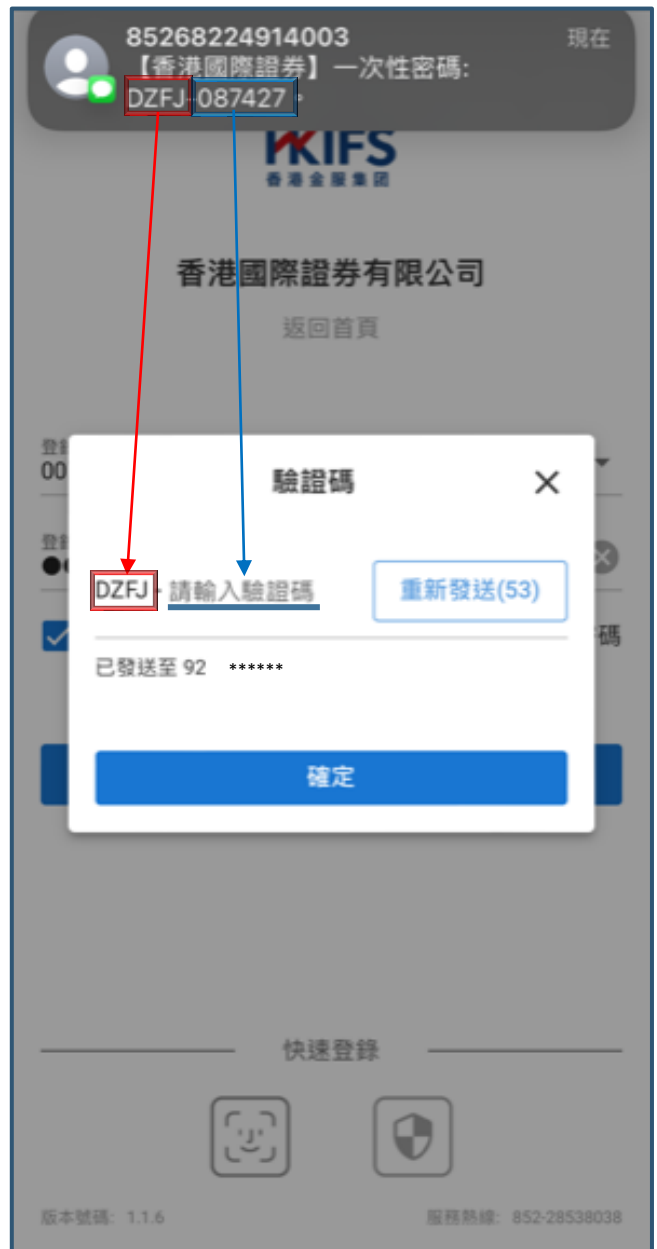 85268224914003 現在
【香港國際證券】一次性密碼:
DZFJ-087427。
HKIFS
香港金服集团
香港國際證券有限公司
返回首頁
登
00
驗證碼
登
DZFJ - 請輸入驗證碼 重新發送(53)
碼
已發送至 92 ******
確定
快速登錄
版本號碼: 1.1.6 服務熱線: 852-28538038